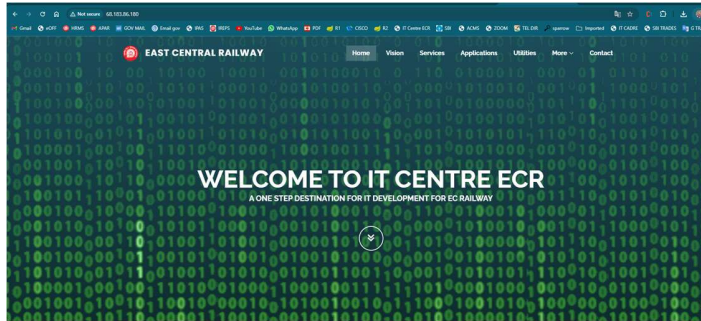 Not secure 68.183.86.180
Gmail eOFF HRMS APAR GOV MAIL Email gov IPAS IREPS YouTube WhatsApp PDF R1 CISCO R2 IT Centre ECR SBI ACMS ZOOM TEL DIR sparrow Imported IT CADRE SBI TRADES
EAST CENTRAL RAILWAY Home Vision Services Applications Utilities More Contact
WELCOME TO IT CENTRE ECR
A ONE STEP DESTINATION FOR IT DEVELOPMENT FOR EC RAILWAY